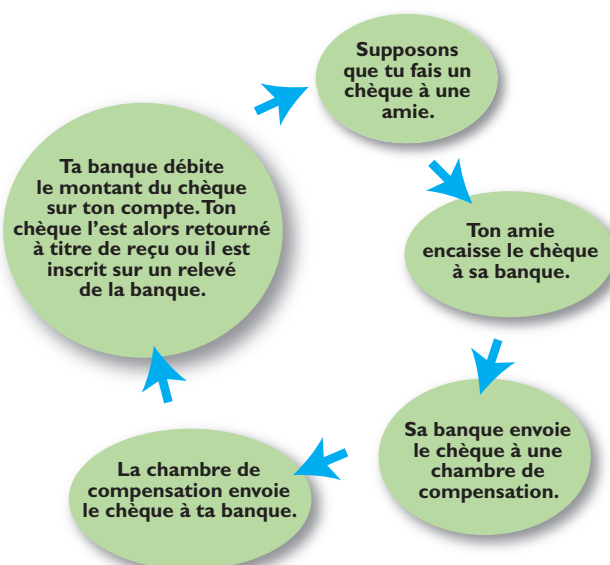 Supposons
que tu fais un
chèque à une
amie.
Ton amie
encaisse le chèque
à sa banque.
Sa banque envoie
le chèque à une
chambre de
compensation.
La chambre de
compensation envoie
le chèque à ta banque.
Ta banque débite
le montant du chèque
sur ton compte. Ton
chèque l'est alors retourné
à titre de reçu ou il est
inscrit sur un relevé
de la banque.